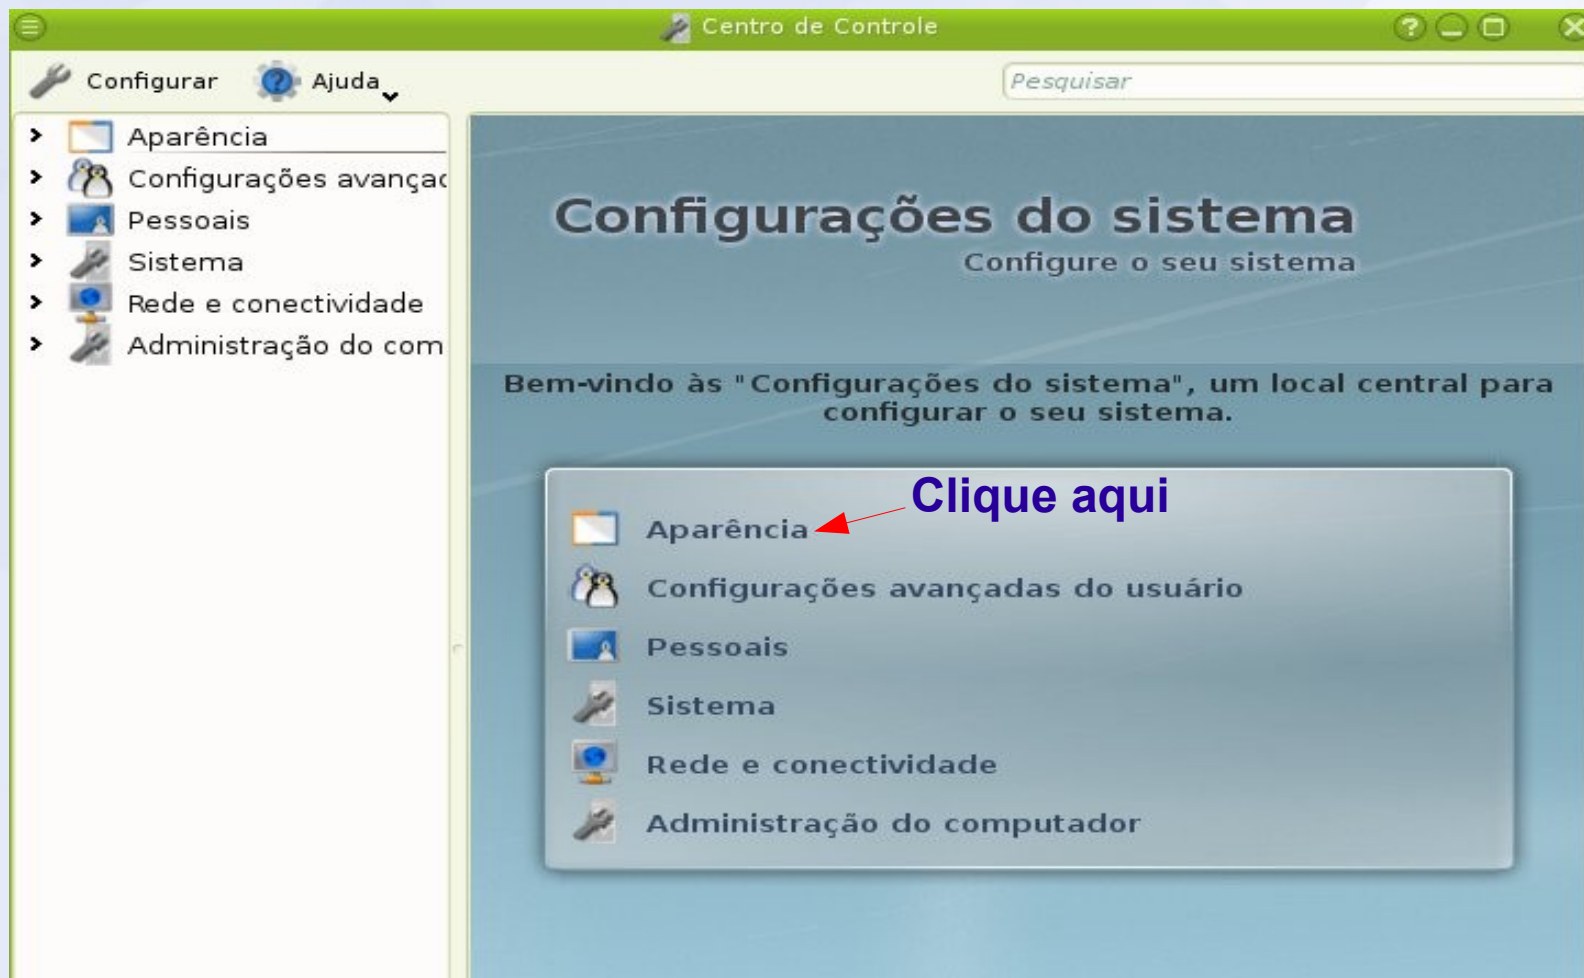 Centro de Controle
Configurar Ajuda Pesquisar
Aparência
Configurações avançad
Pessoais
Sistema
Rede e conectividade
Administração do com
Configurações do sistema
Configure o seu sistema
Bem-vindo às "Configurações do sistema", um local central para
configurar o seu sistema.
Clique aqui
Aparência
Configurações avançadas do usuário
Pessoais
Sistema
Rede e conectividade
Administração do computador